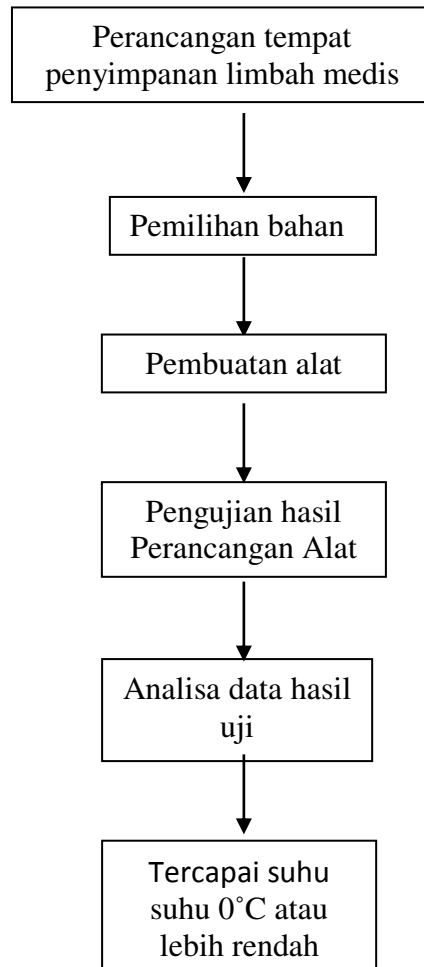 Perancangan tempat
penyimpanan limbah medis
Pemilihan bahan
Pembuatan alat
Pengujian hasil
Perancangan Alat
Analisa data hasil
uji
Tercapai suhu
suhu 0˚C atau
lebih rendah